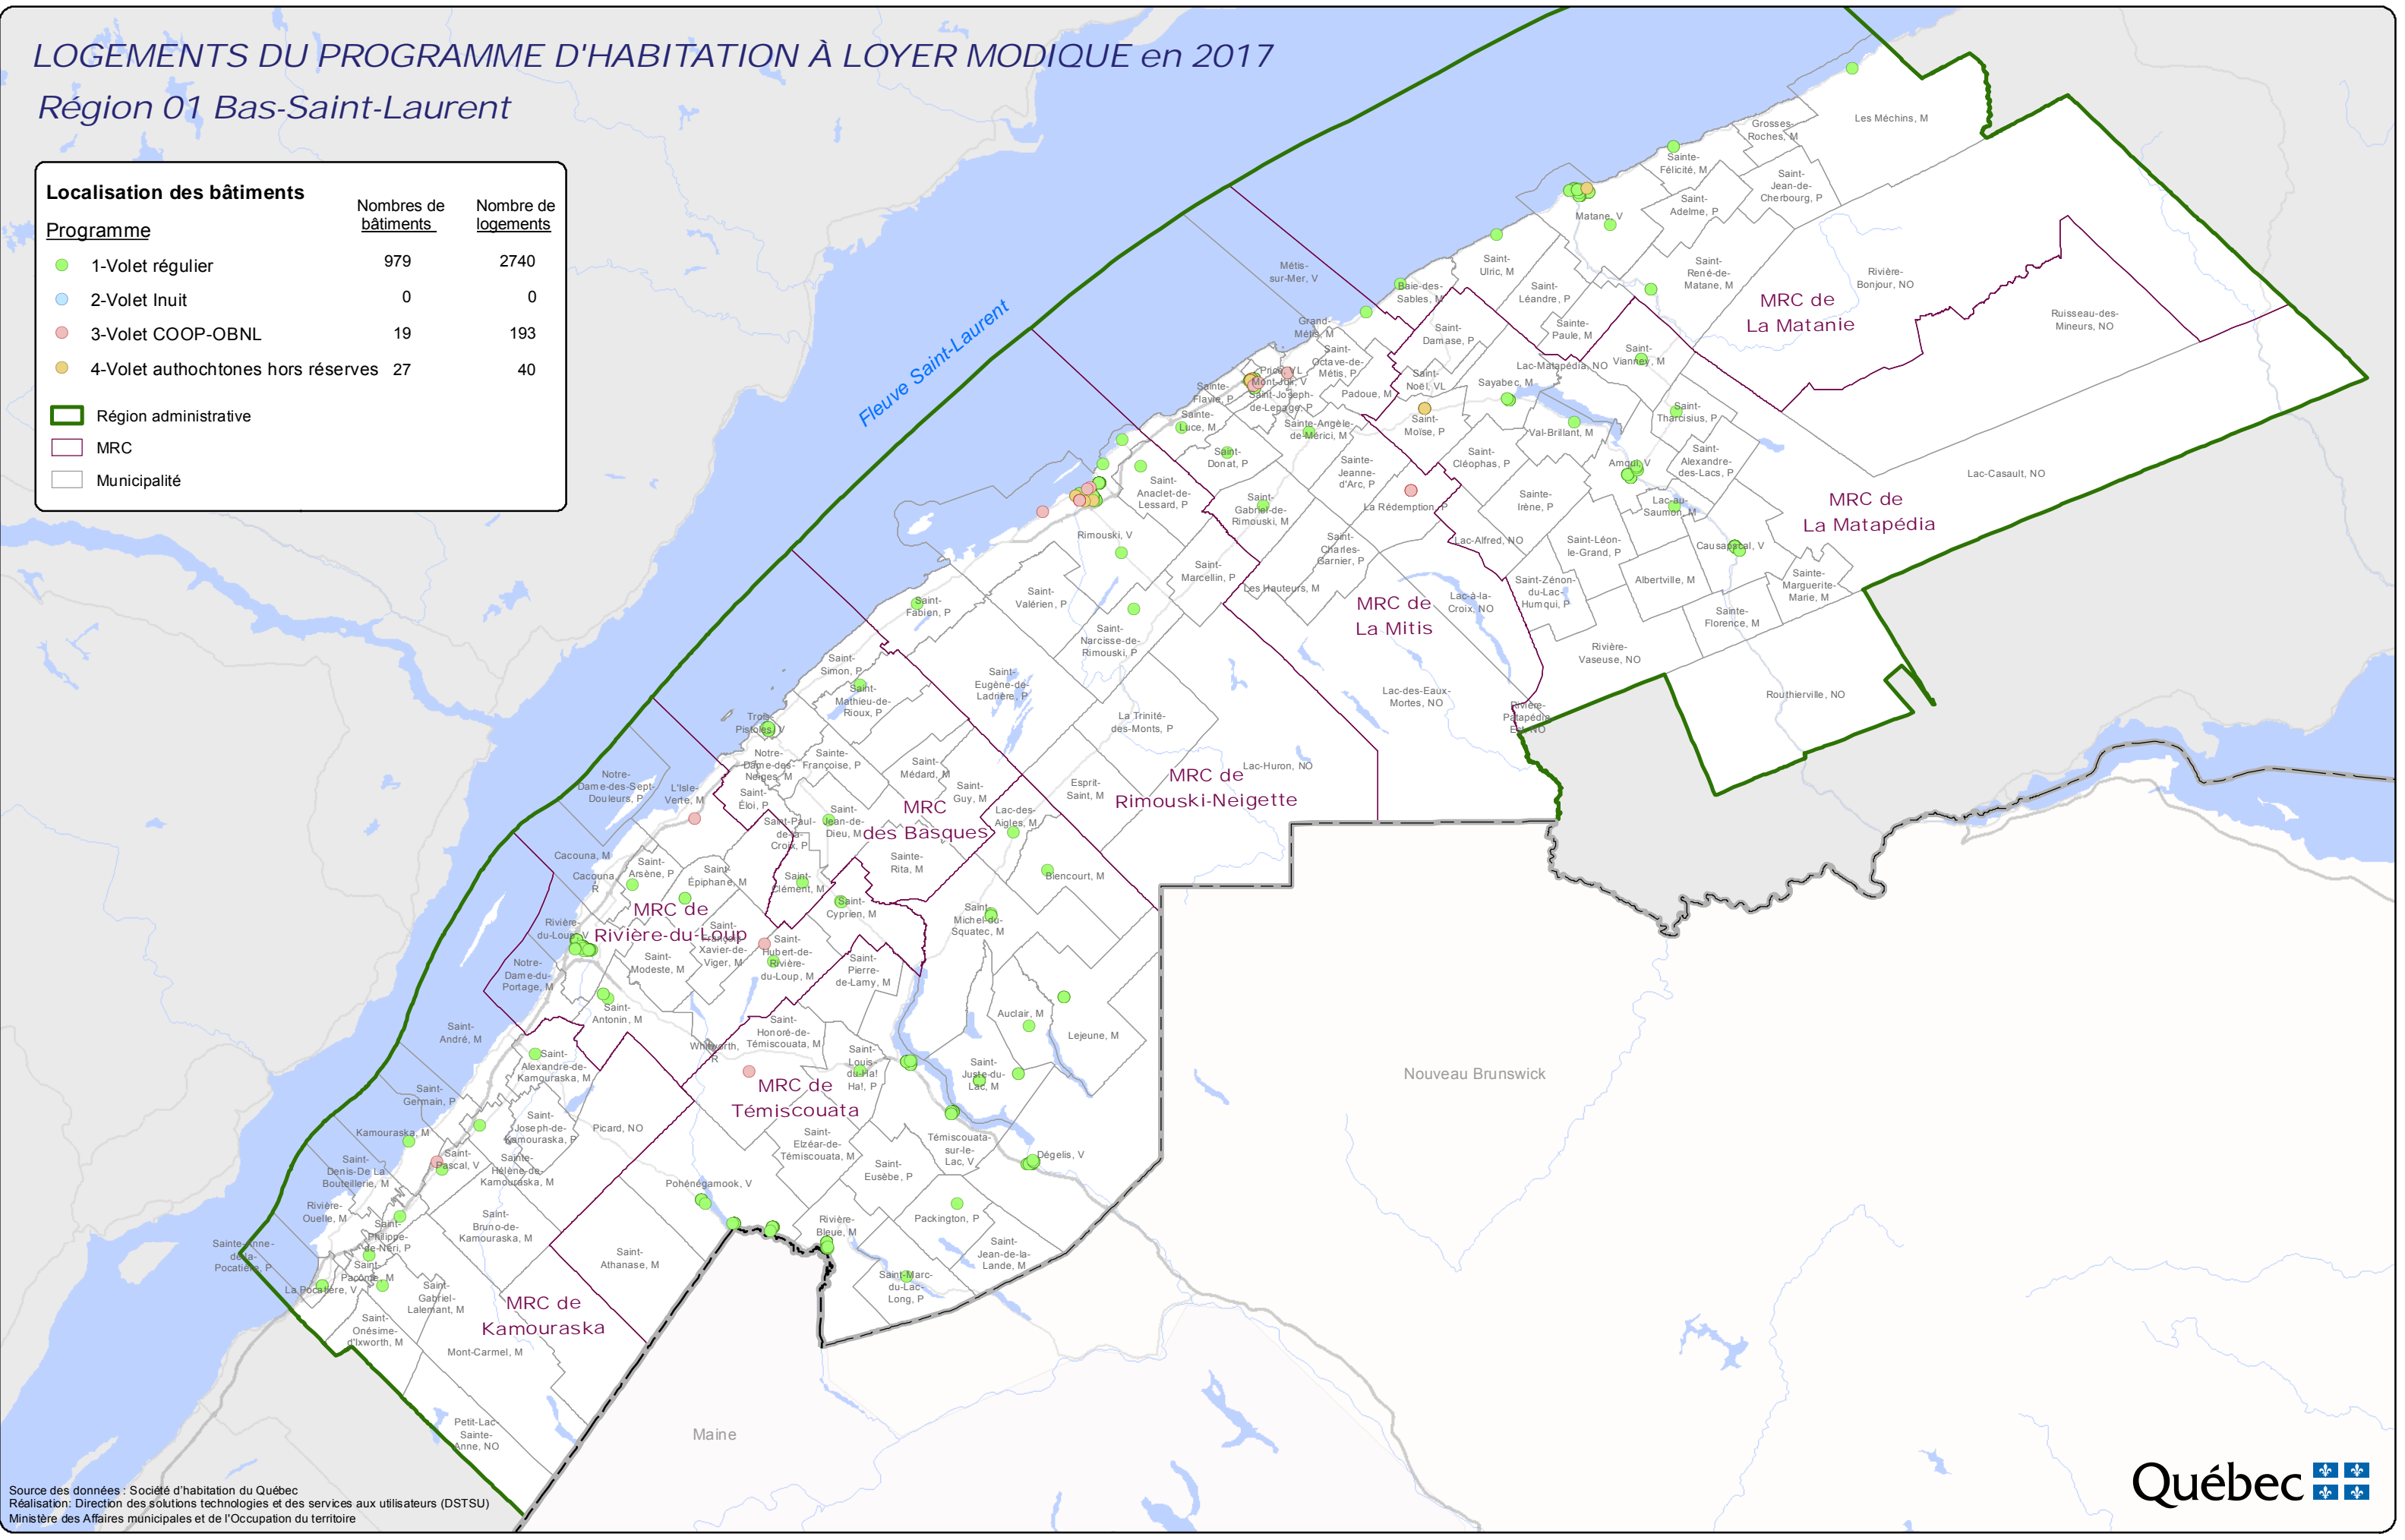 LOGEMENTS DU PROGRAMME D'HABITATION À LOYER MODIQUE en 2017
Région 01 Bas-Saint-Laurent
Localisation des bâtiments
Nombres de
bâtiments
Nombre de
logements
Programme
1-Volet régulier 979 2740
2-Volet Inuit 0 0
3-Volet COOP-OBNL 19 193
4-Volet authochtones hors réserves 27 40
Région administrative
MRC
Municipalité
Fleuve Saint-Laurent
Les Méchins, M
Grosses-
Roches, M
Sainte-
Félicité, M
Saint-
Jean-de-
Cherbourg, P
Saint-
Adelme, P
Matane, V
Saint-
René-de-
Matane, M
Rivière-
Bonjour, NO
MRC de
La Matanie
Ruisseau-des-
Mineurs, NO
Saint-
Ulric, M
Saint-
Léandre, P
Baie-des-
Sables, M
Sainte-
Paule, M
Métis-
sur-Mer, V
Grand-
Métis, M
Saint-
Damase, P
Saint-
Vianney, M
Lac-Matapédia, NO
Saint-
Octave-de-
Métis, P
Price, VL
Mont-Joli, V
Saint-Joseph-
de-Lepage, P
Padoue, M
Saint-
Noël, VL
Sayabec, M
Sainte-
Flavie, P
Sainte-
Luce, M
Sainte-Angèle-
de-Mérici, M
Saint-
Moïse, P
Val-Brillant, M
Saint-
Tharcisius, P
Saint-
Donat, P
Sainte-
Jeanne-
d'Arc, P
Saint-
Cléophas, P
Amqui, V
Saint-
Alexandre-
des-Lacs, P
Lac-Casault, NO
MRC de
La Matapédia
Saint-
Anaclet-de-
Lessard, P
Saint-
Gabriel-de-
Rimouski, M
La Rédemption, P
Sainte-
Irène, P
Lac-au-
Saumon, M
Rimouski, V
Saint-
Charles-
Garnier, P
Lac-Alfred, NO
Saint-Léon-
le-Grand, P
Causapscal, V
Saint-
Marcellin, P
Les Hauteurs, M
Saint-Zénon-
du-Lac-
Humqui, P
Albertville, M
Sainte-
Marguerite-
Marie, M
Saint-
Valérien, P
Saint-
Fabien, P
MRC de
La Mitis
Lac-à-la-
Croix, NO
Sainte-
Florence, M
Saint-
Narcisse-de-
Rimouski, P
Rivière-
Vaseuse, NO
Saint-
Simon, P
Saint-
Mathieu-de-
Rioux, P
Saint-
Eugène-de-
Ladrière, P
Lac-des-Eaux-
Mortes, NO
Routhierville, NO
Rivière-
Patapédia-
Est, NO
La Trinité-
des-Monts, P
Trois-
Pistoles, V
Notre-
Dame-des-
Neiges, M
Sainte-
Françoise, P
Saint-
Médard, M
Lac-Huron, NO
MRC de
Rimouski-Neigette
Esprit-
Saint, M
Saint-
Guy, M
Notre-
Dame-des-Sept-
Douleurs, P
L'Isle-
Verte, M
Saint-
Éloi, P
MRC
des Basques
Saint-
Jean-de-
Dieu, M
Lac-des-
Aigles, M
Saint-Paul-
de-la-
Croix, P
Sainte-
Rita, M
Biencourt, M
Cacouna, M
Cacouna,
R
Saint-
Arsène, P
Saint-
Épiphane, M
Saint-
Clément, M
Saint-
Cyprien, M
Saint-
Michel-du-
Squatec, M
MRC de
Rivière-du-Loup
Rivière-
du-Loup, V
Saint-
François-
Xavier-de-
Viger, M
Saint-
Hubert-de-
Rivière-
du-Loup, M
Saint-
Modeste, M
Saint-
Pierre-
de-Lamy, M
Notre-
Dame-du-
Portage, M
Saint-
Antonin, M
Auclair, M
Lejeune, M
Saint-
Honoré-de-
Témiscouata, M
Whitworth,
R
Saint-
André, M
Saint-
Alexandre-de-
Kamouraska, M
Saint-
Louis-
du-Ha!
Ha!, P
Saint-
Juste-du-
Lac, M
Nouveau Brunswick
MRC de
Témiscouata
Saint-
Germain, P
Saint-
Joseph-de-
Kamouraska, P
Picard, NO
Kamouraska, M
Saint-
Elzéar-de-
Témiscouata, M
Témiscouata-
sur-le-
Lac, V
Dégelis, V
Saint-
Pascal, V
Saint-
Denis-De La
Bouteillerie, M
Sainte-
Hélène-de-
Kamouraska, M
Saint-
Eusèbe, P
Pohénégamook, V
Rivière-
Ouelle, M
Saint-
Bruno-de-
Kamouraska, M
Saint-
Philippe-
de-Néri, P
Rivière-
Bleue, M
Packington, P
Saint-
Jean-de-la-
Lande, M
Sainte-Anne-
de-la-
Pocatière, P
Saint-
Athanase, M
Saint-
Pacôme, M
La Pocatière, V
Saint-
Gabriel-
Lalemant, M
Saint-Marc-
du-Lac-
Long, P
MRC de
Kamouraska
Saint-
Onésime-
d'Ixworth, M
Mont-Carmel, M
Petit-Lac-
Sainte-
Anne, NO
Maine
Source des données : Société d'habitation du Québec
Réalisation: Direction des solutions technologies et des services aux utilisateurs (DSTSU)
Ministère des Affaires municipales et de l'Occupation du territoire
Québec